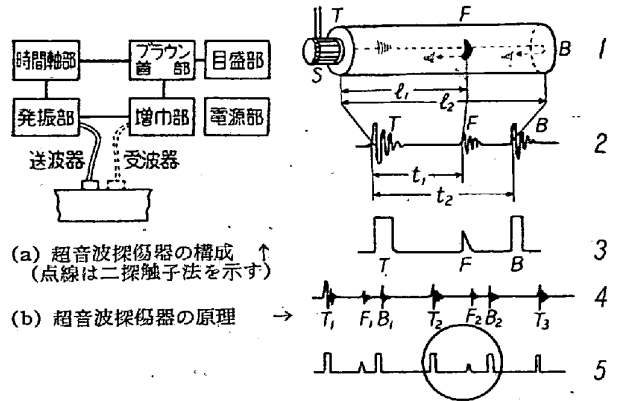 時間軸部
ブラウン管部
目盛部
発振部
増巾部
電源部
送波器
受波器
(a) 超音波探傷器の構成 ↑
(点線は二探触子法を示す)
(b) 超音波探傷器の原理 →
T F
S B 1
ℓ₁
ℓ₂
T F B 2
t₁
t₂
3
T F B
4
T₁ F₁ B₁ T₂ F₂ B₂ T₃
5